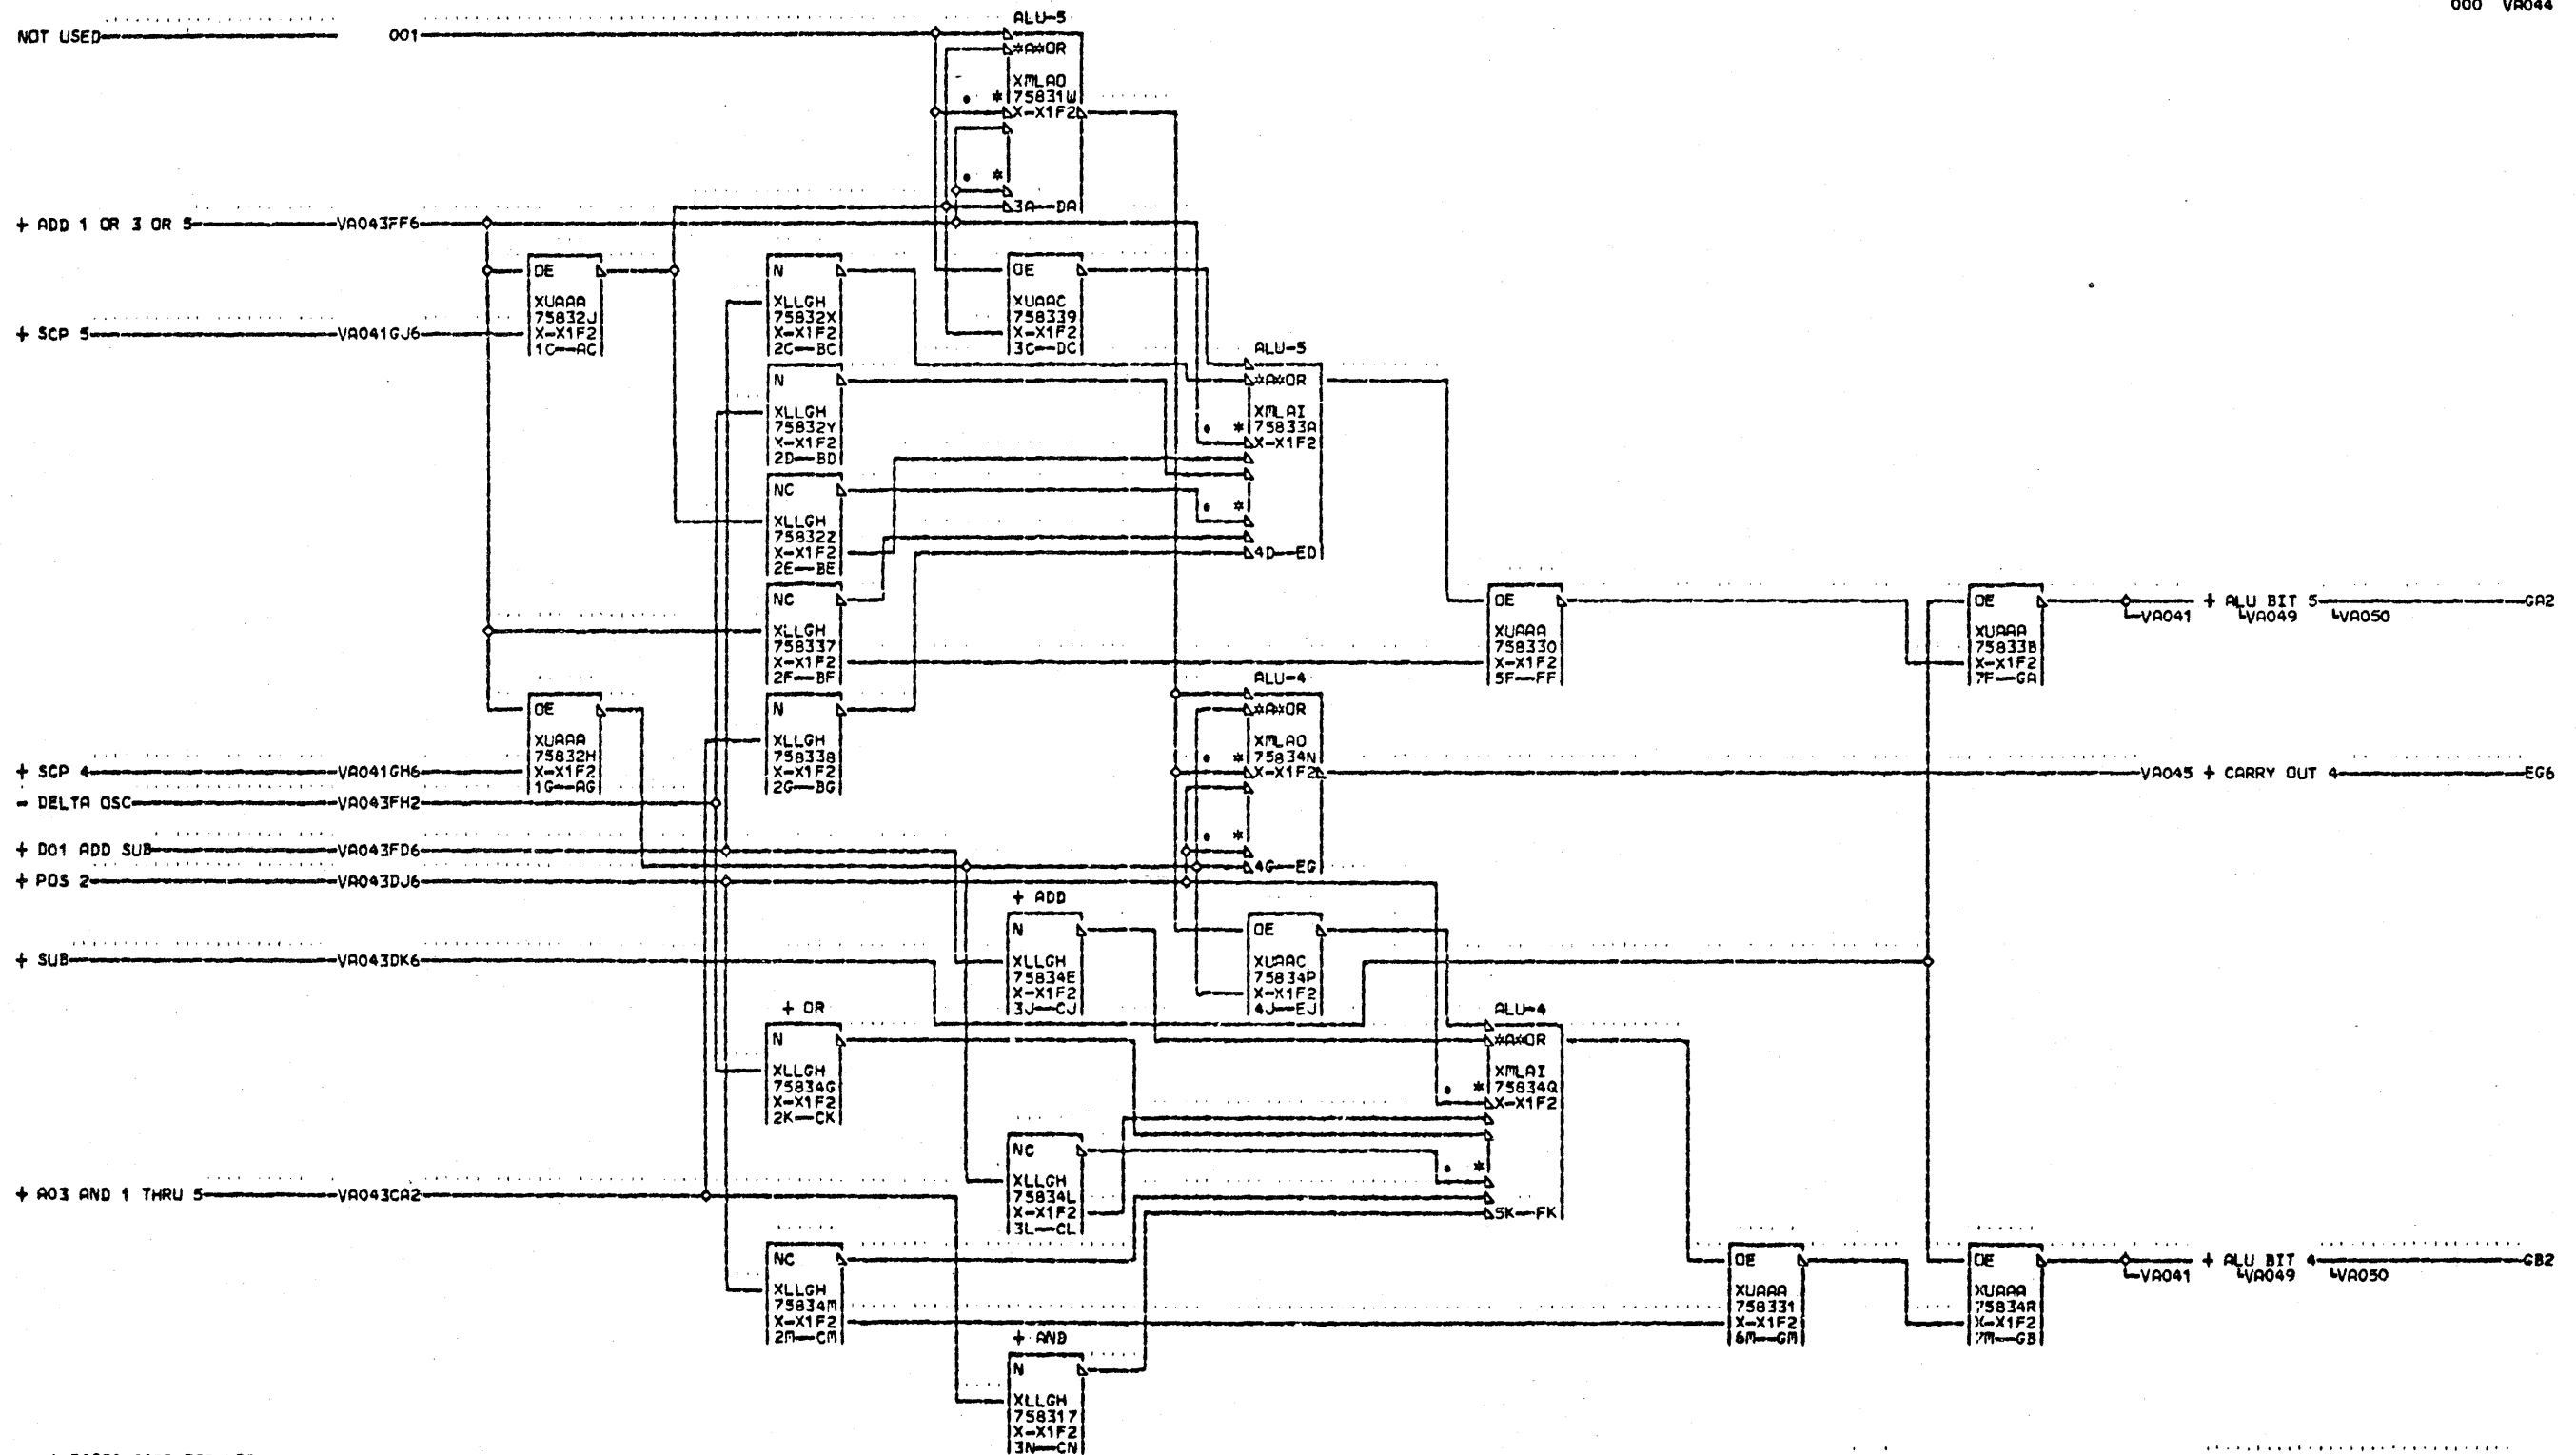 000 VA044
ALU-5
NOT USED 001
*A*OR
XMLAO
* 75831W
X-X1F2
*
3A DA
+ ADD 1 OR 3 OR 5 VA043FF6
OE
XUAAA
75832J
X-X1F2
1C AC
N
XLLGH
75832X
X-X1F2
2C BC
OE
XUAAC
758339
X-X1F2
3C DC
+ SCP 5 VA041GJ6
ALU-5
N
XLLGH
75832Y
X-X1F2
2D BD
*A*OR
XMLAI
* 75833A
X-X1F2
*
4D ED
NC
XLLGH
75832Z
X-X1F2
2E BE
NC
XLLGH
758337
X-X1F2
2F BF
OE
XUAAA
758330
X-X1F2
5F FF
OE
XUAAA
75833B
X-X1F2
7F GA
+ ALU BIT 5 GA2
VA041 VA049 VA050
ALU-4
OE
XUAAA
75832H
X-X1F2
1G AG
N
XLLGH
758338
X-X1F2
2G BG
*A*OR
XMLAO
* 75834N
X-X1F2
*
4G EG
+ SCP 4 VA041GH6
VA045 + CARRY OUT 4 EG6
- DELTA OSC VA043FH2
+ D01 ADD SUB VA043FD6
+ POS 2 VA043DJ6
+ ADD
N
XLLGH
75834E
X-X1F2
3J CJ
OE
XUAAC
75834P
X-X1F2
4J EJ
+ SUB VA043DK6
+ OR
N
XLLGH
75834G
X-X1F2
2K CK
ALU-4
*A*OR
XMLAI
* 75834Q
X-X1F2
*
5K FK
NC
XLLGH
75834L
X-X1F2
3L CL
+ A03 AND 1 THRU 5 VA043CA2
NC
XLLGH
75834M
X-X1F2
2M CM
OE
XUAAA
758331
X-X1F2
6M GM
OE
XUAAA
75834R
X-X1F2
7M GB
+ ALU BIT 4 GB2
VA041 VA049 VA050
+ AND
N
XLLGH
758317
X-X1F2
3N CN